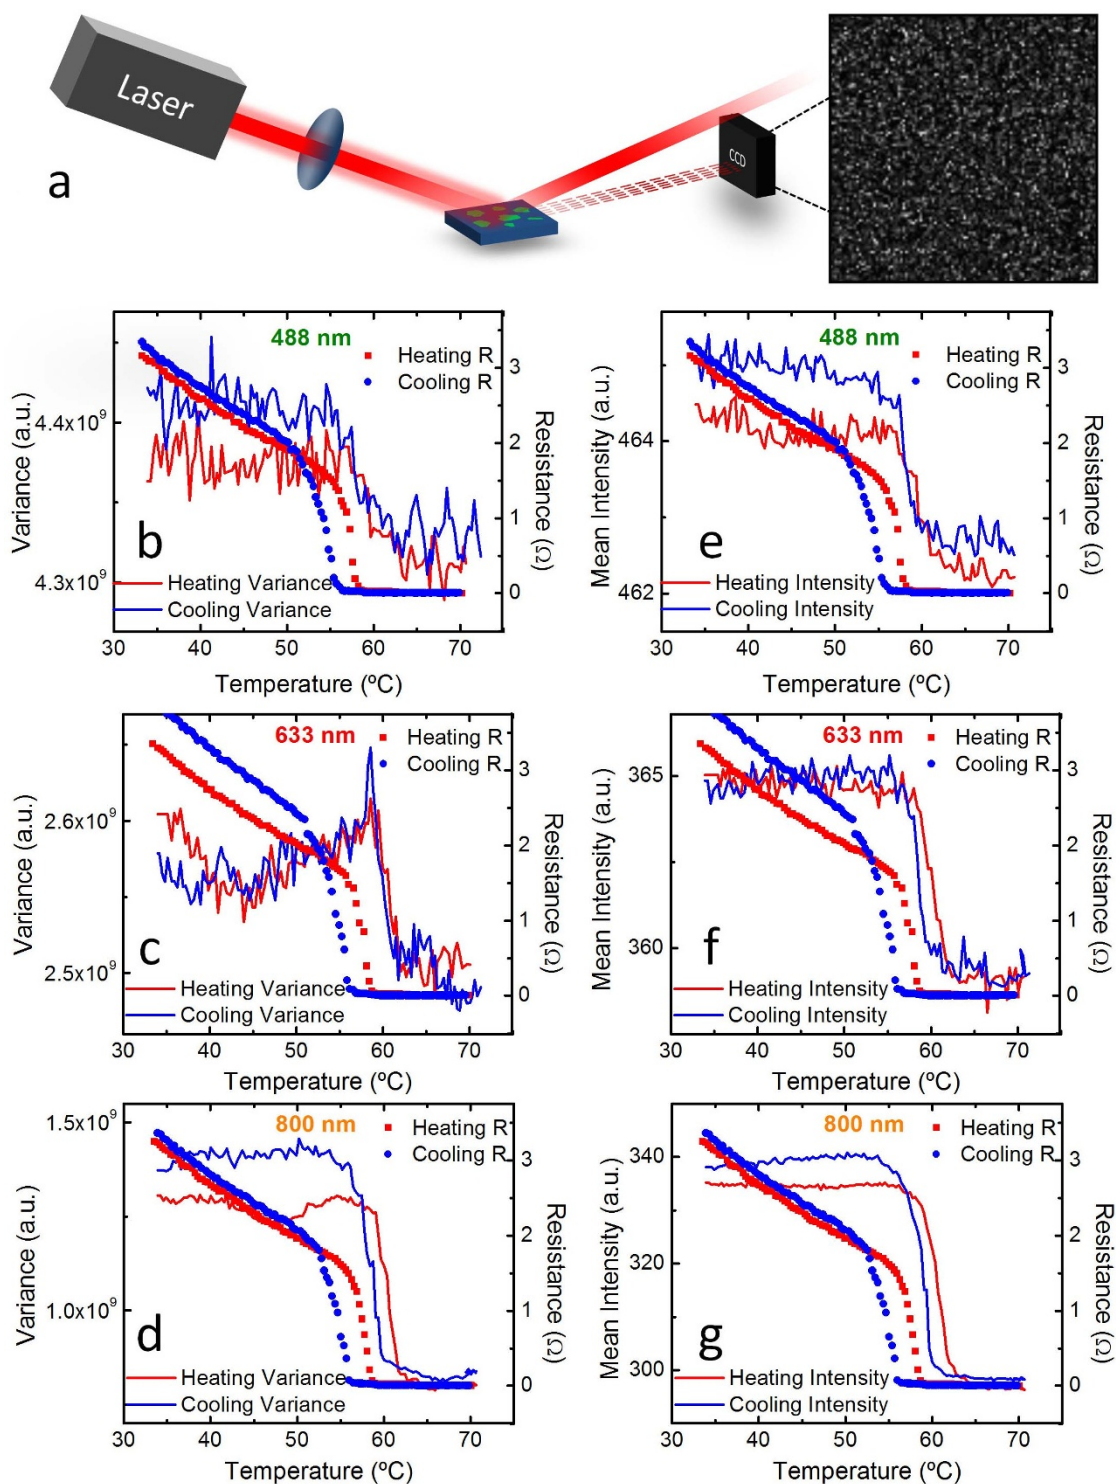 Laser
CCD
a
488 nm
Heating R
Cooling R
4.4x10⁹
4.3x10⁹
Variance (a.u.)
b
Heating Variance
Cooling Variance
3
2
1
0
Resistance (Ω)
30 40 50 60 70
Temperature (ºC)
488 nm
Heating R
Cooling R
464
462
Mean Intensity (a.u.)
e
Heating Intensity
Cooling Intensity
3
2
1
0
Resistance (Ω)
30 40 50 60 70
Temperature (ºC)
633 nm
Heating R
Cooling R
2.6x10⁹
2.5x10⁹
Variance (a.u.)
c
Heating Variance
Cooling Variance
3
2
1
0
Resistance (Ω)
30 40 50 60 70
Temperature (ºC)
633 nm
Heating R
Cooling R
365
360
Mean Intensity (a.u.)
f
Heating Intensity
Cooling Intensity
3
2
1
0
Resistance (Ω)
30 40 50 60 70
Temperature (ºC)
800 nm
Heating R
Cooling R
1.5x10⁹
1.0x10⁹
Variance (a.u.)
d
Heating Variance
Cooling Variance
3
2
1
0
Resistance (Ω)
30 40 50 60 70
Temperature (ºC)
800 nm
Heating R
Cooling R
340
320
300
Mean Intensity (a.u.)
g
Heating Intensity
Cooling Intensity
3
2
1
0
Resistance (Ω)
30 40 50 60 70
Temperature (ºC)